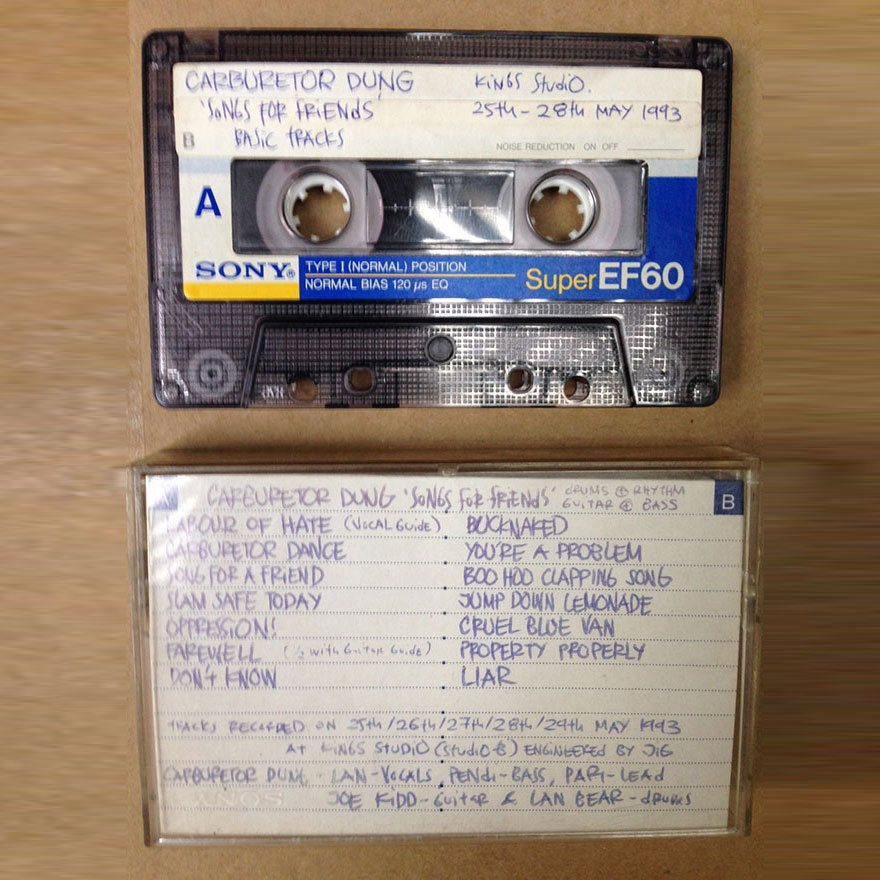 CARBURETOR DUNG KINGS STUDIO.
'SONGS FOR FRIENDS' 25th - 28th MAY 1993
B BASIC TRACKS
NOISE REDUCTION ON OFF
A
SONY® TYPE I (NORMAL) POSITION
NORMAL BIAS 120 µs EQ
Super EF60
CARBURETOR DUNG 'SONGS FOR FRIENDS' DRUMS @ RHYTHM
GUITAR @ BASS
B
LABOUR OF HATE (VOCAL GUIDE) BUCKNAKED
CARBURETOR DANCE YOU'RE A PROBLEM
SONG FOR A FRIEND BOO HOO CLAPPING SONG
SLAM SAFE TODAY JUMP DOWN LEMONADE
OPPRESSION! CRUEL BLUE VAN
FAREWELL (½ with Guitar Guide) PROPERTY PROPERLY
DON'T KNOW LIAR
TRACKS RECORDED ON 25th/26th/27th/28th/29th MAY 1993
AT KINGS STUDIO (STUDIO-B) ENGINEERED BY JIG
CARBURETOR DUNG - LAN-VOCALS, PENDI-BASS, PARI-LEAD
SONY JOE KIDD-GUITAR & LAN BEAR-drums